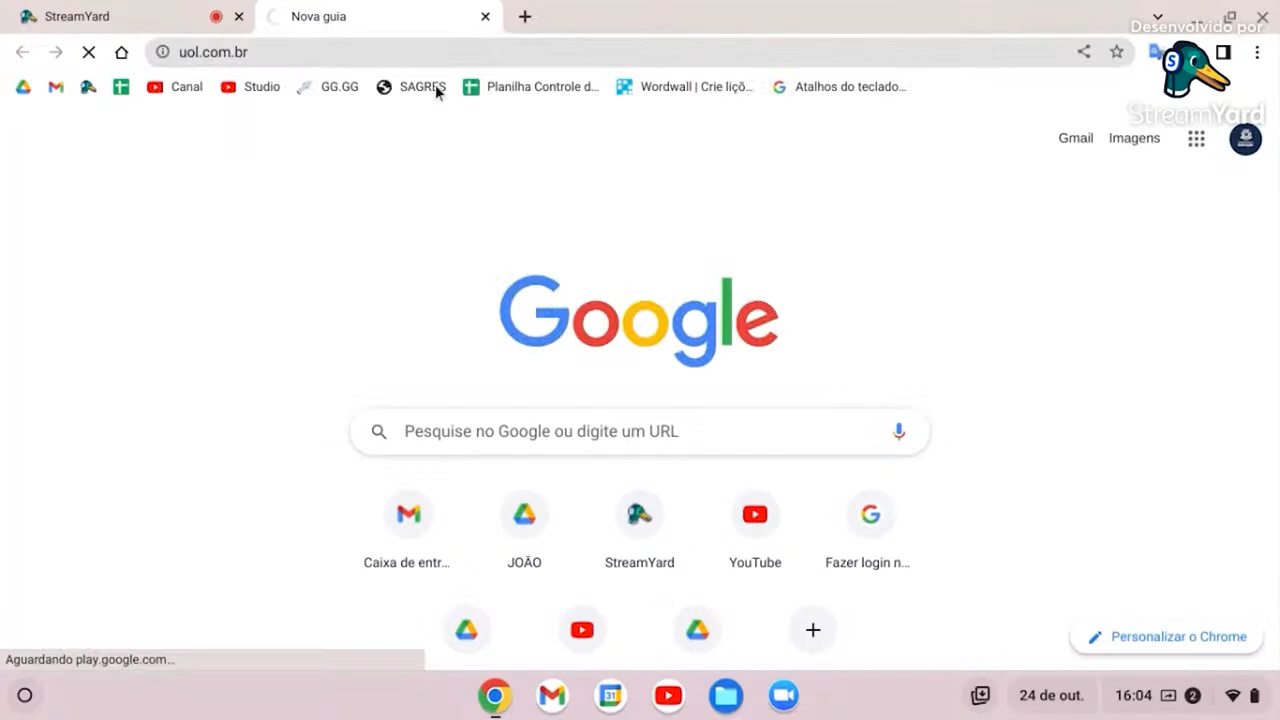 StreamYard
Nova guia
Desenvolvido por
StreamYard
uol.com.br
Canal
Studio
GG.GG
SAGRES
Planilha Controle d...
Wordwall | Crie liçõ...
Atalhos do teclado...
Gmail
Imagens
Google
Pesquise no Google ou digite um URL
Caixa de entr...
JOÃO
StreamYard
YouTube
Fazer login n...
Personalizar o Chrome
Aguardando play.google.com...
24 de out.
16:04
2